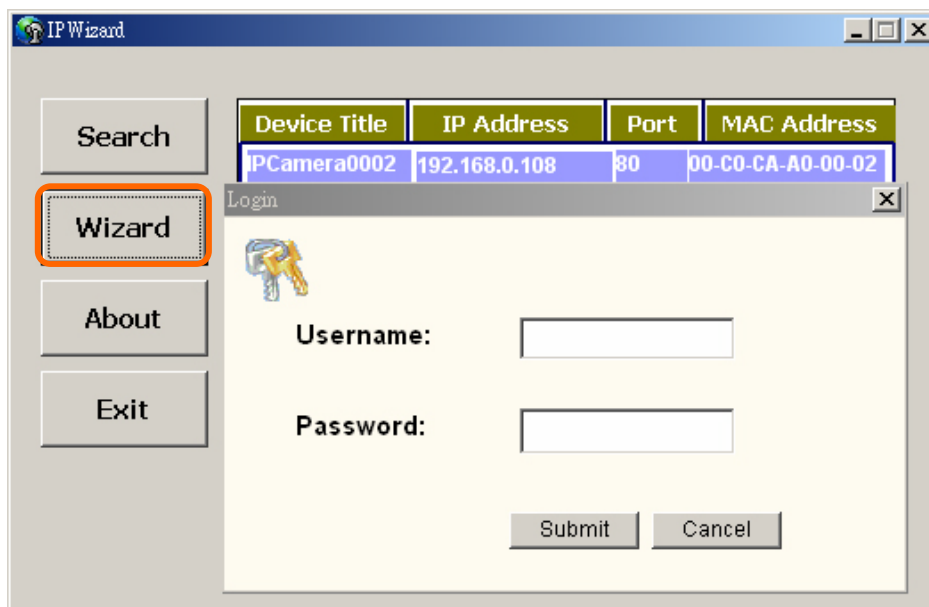 IP Wizard
Search
Wizard
About
Exit
Device Title IP Address Port MAC Address
IPCamera0002 192.168.0.108 80 00-C0-CA-A0-00-02
Login
Username:
Password:
Submit Cancel